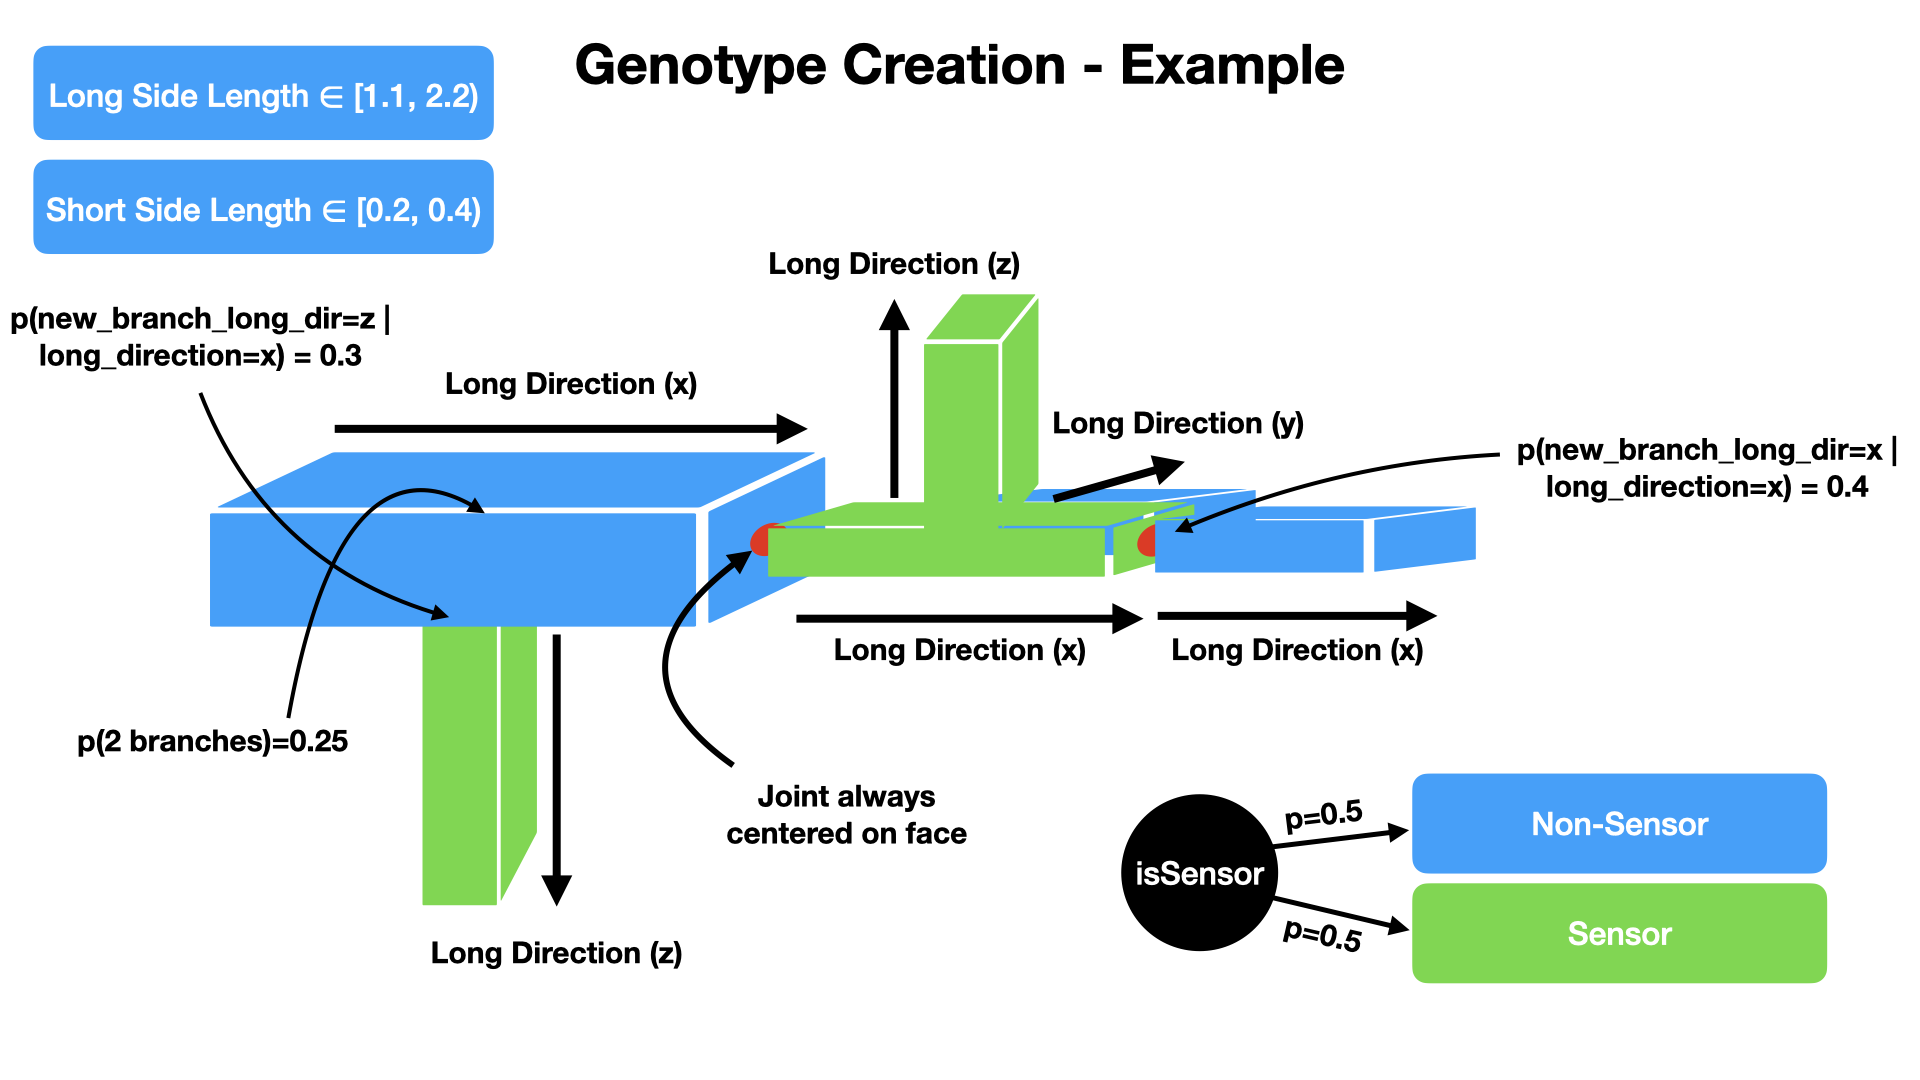 Genotype Creation - Example
Long Side Length ∈ [1.1, 2.2)
Short Side Length ∈ [0.2, 0.4)
Long Direction (z)
p(new_branch_long_dir=z |
long_direction=x) = 0.3
Long Direction (x)
Long Direction (y)
p(new_branch_long_dir=x |
long_direction=x) = 0.4
Long Direction (x)
Long Direction (x)
p(2 branches)=0.25
Joint always
centered on face
Long Direction (z)
isSensor
p=0.5
p=0.5
Non-Sensor
Sensor